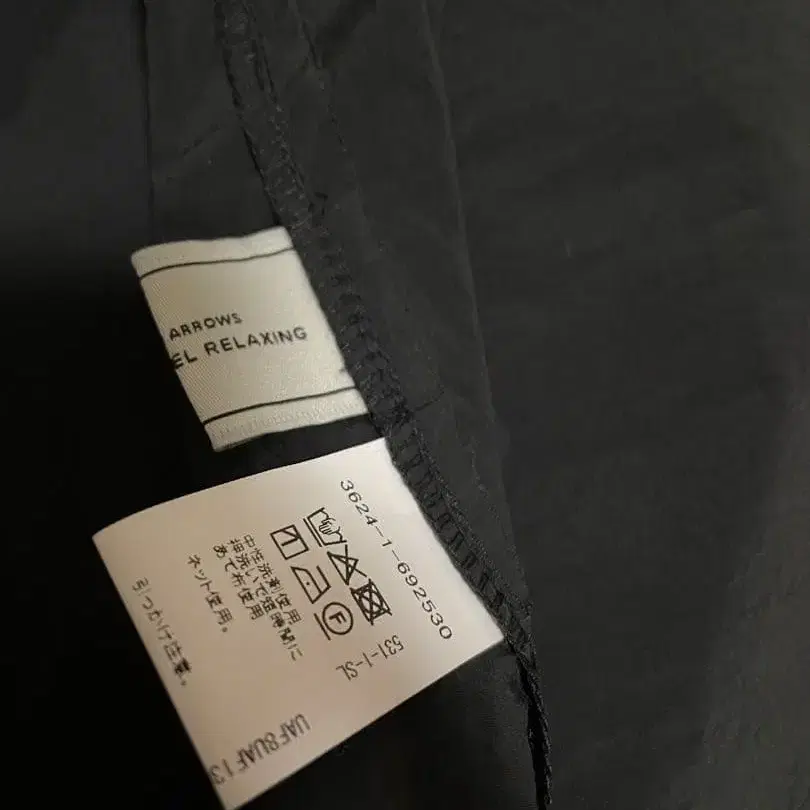 ARROWS
EL RELAXING
3624-1-692530
F
531-1-SL
中性洗剤使用
押洗いで短時間に
あて布使用
ネット使用。
引つかけ注意。
UAF8UAF13